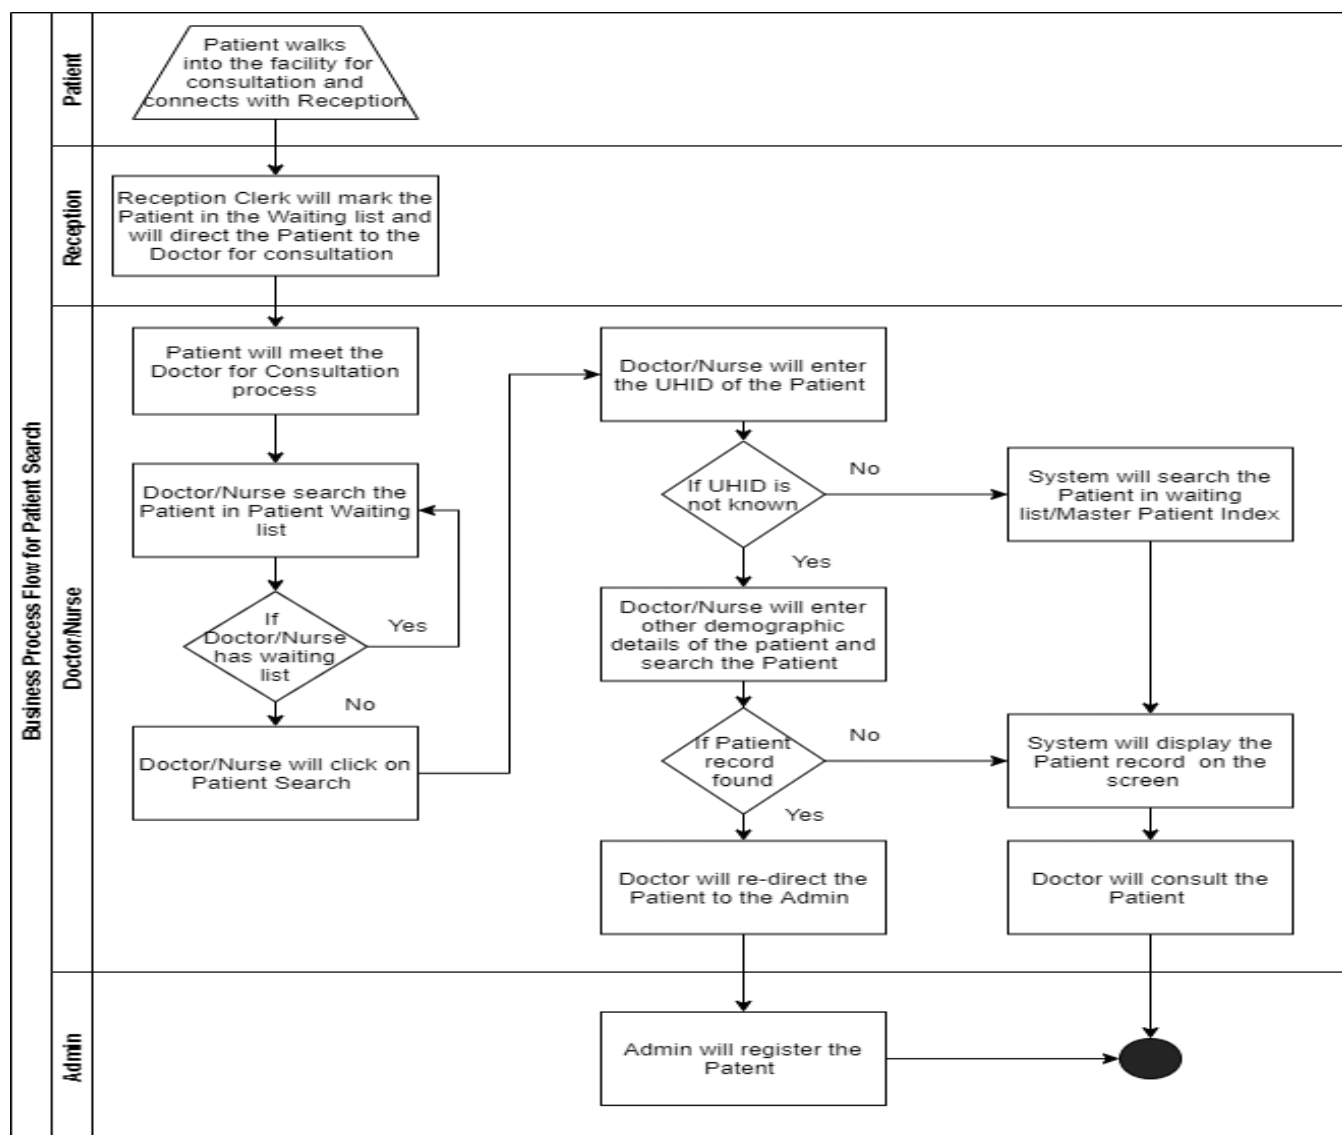 Business Process Flow for Patient Search
Patient
Patient walks
into the facility for
consultation and
connects with Reception
Reception
Reception Clerk will mark the
Patient in the Waiting list and
will direct the Patient to the
Doctor for consultation
Doctor/Nurse
Patient will meet the
Doctor for Consultation
process
Doctor/Nurse search the
Patient in Patient Waiting
list
If
Doctor/Nurse
has waiting
list
Yes
No
Doctor/Nurse will click on
Patient Search
Doctor/Nurse will enter
the UHID of the Patient
If UHID is
not known
No
Yes
System will search the
Patient in waiting
list/Master Patient Index
Doctor/Nurse will enter
other demographic
details of the patient and
search the Patient
If Patient
record
found
No
Yes
System will display the
Patient record on the
screen
Doctor will re-direct the
Patient to the Admin
Doctor will consult the
Patient
Admin
Admin will register the
Patent